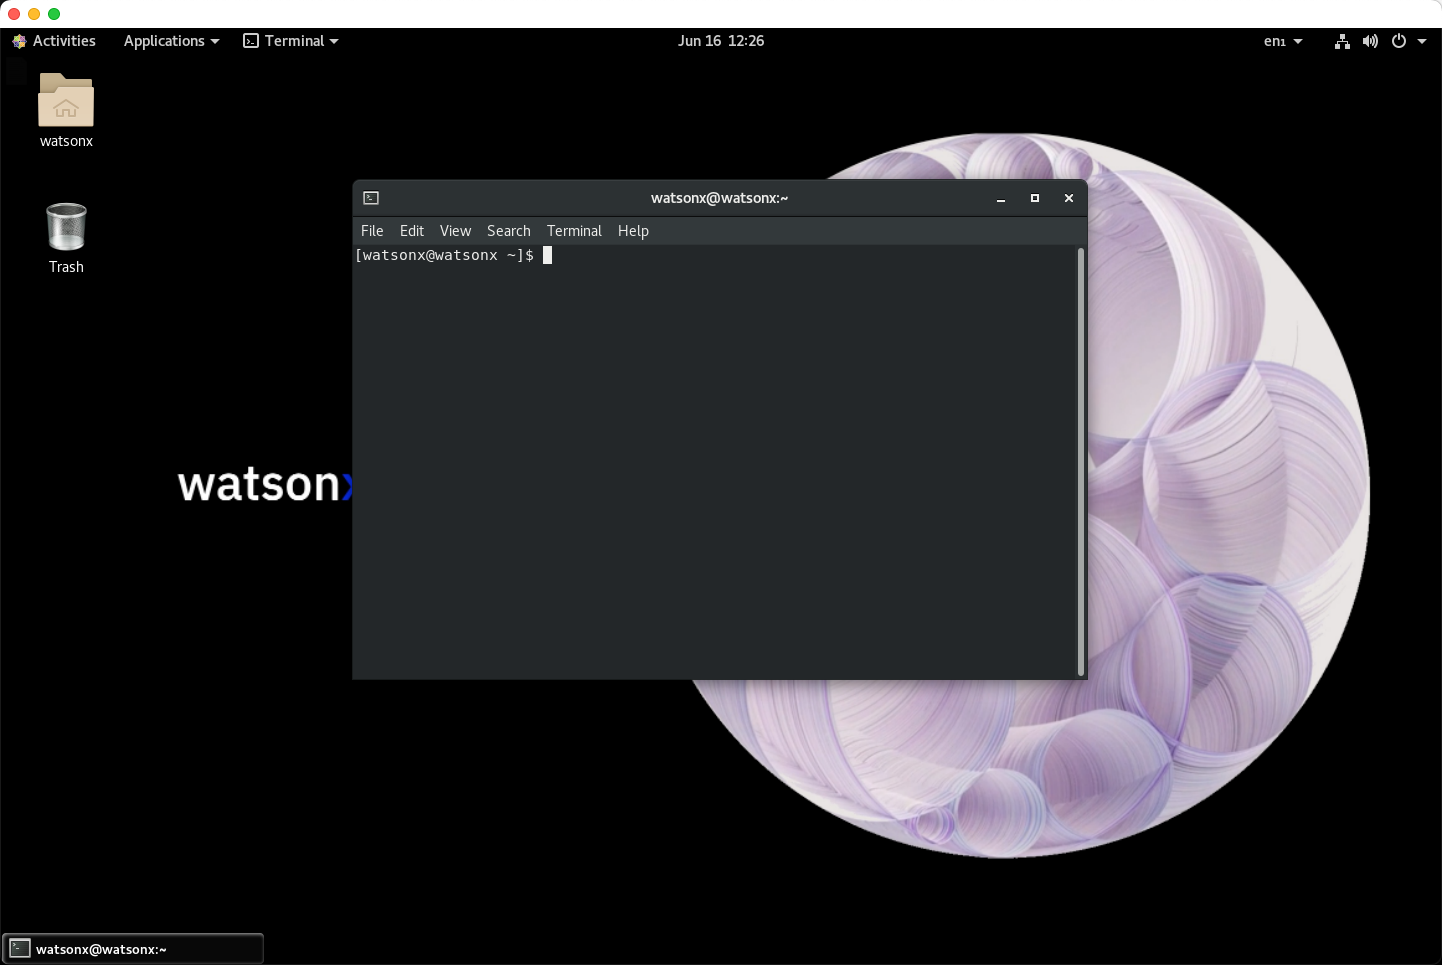 Activities Applications Terminal Jun 16 12:26 en₁
watsonx
Trash
watsonx
watsonx@watsonx:~
File Edit View Search Terminal Help
[watsonx@watsonx ~]$
watsonx@watsonx:~